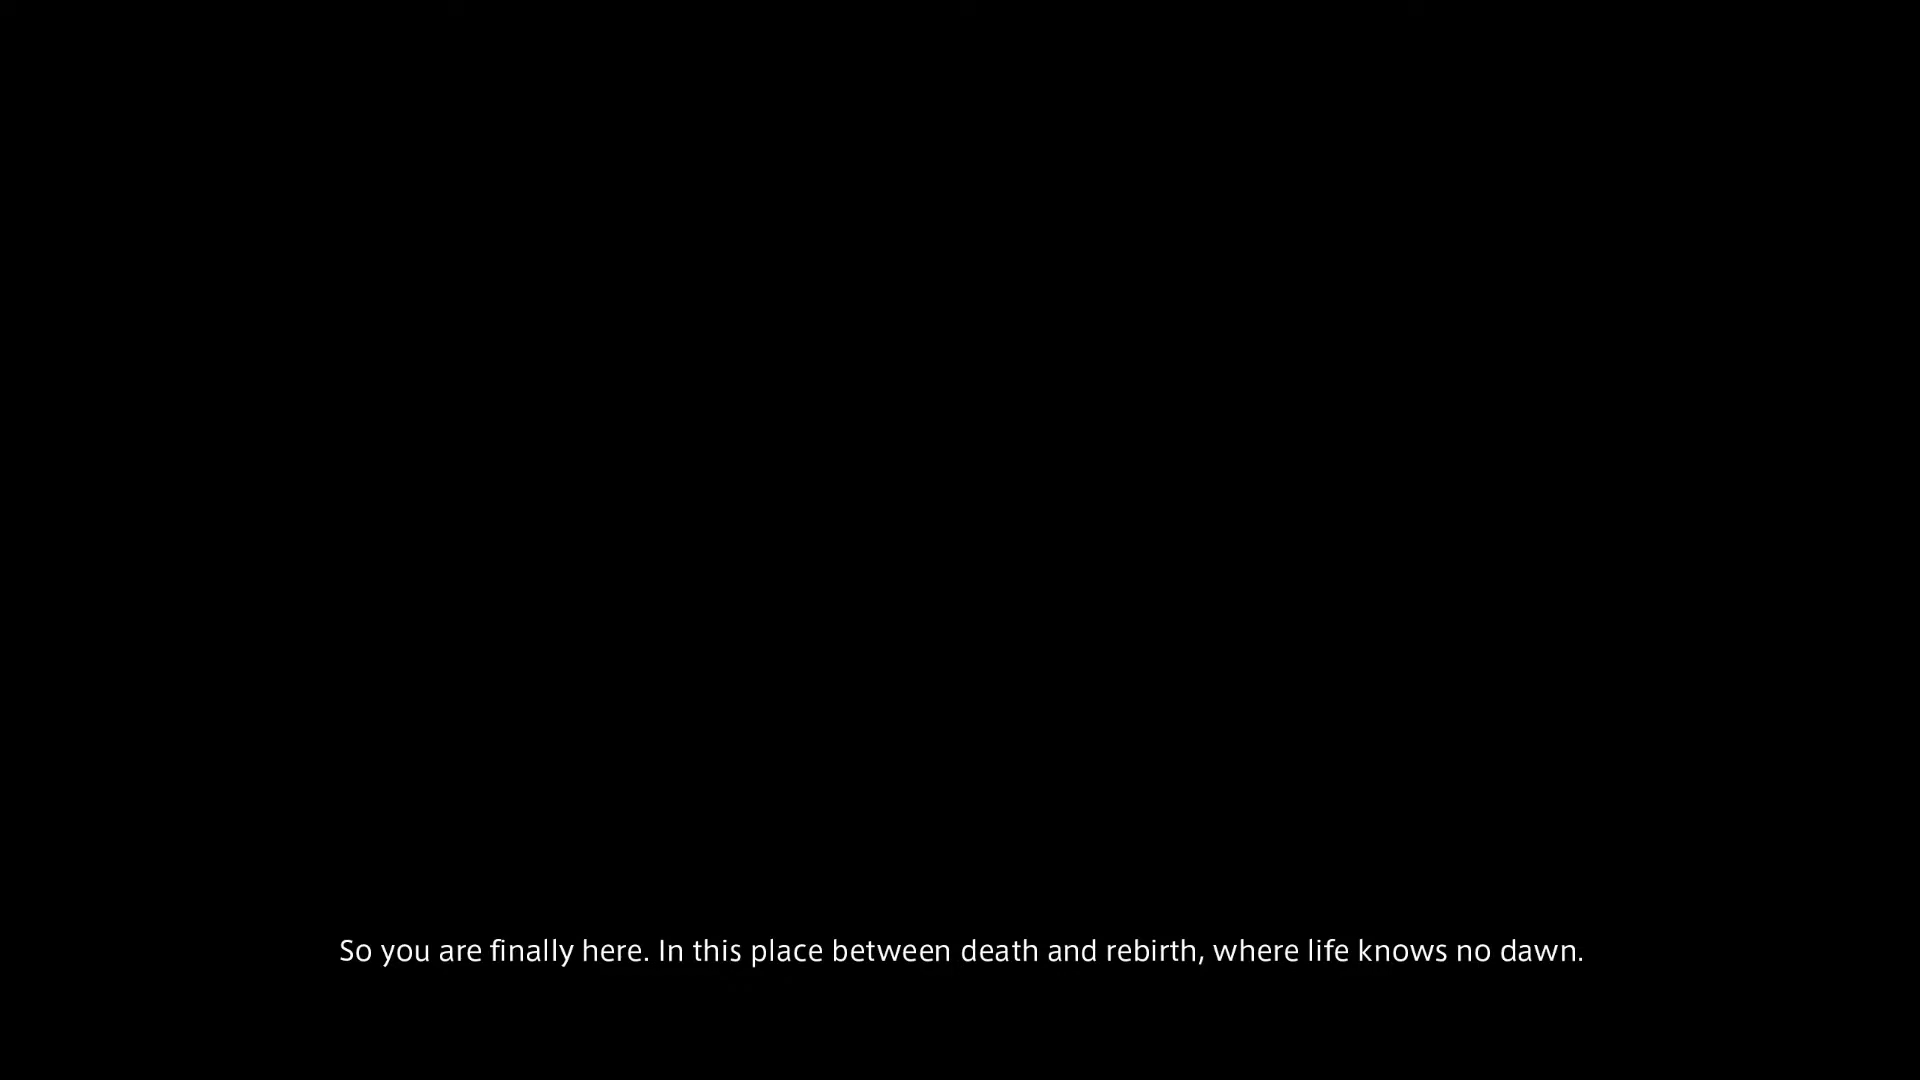 So you are finally here. In this place between death and rebirth, where life knows no dawn.